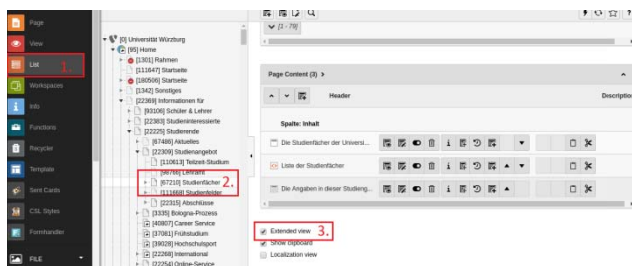 Page
View
List
1.
Workspaces
Info
Functions
Recycler
Template
Sent Cards
CSL Styles
Formhandler
FILE
[0] Universität Würzburg
[95] Home
[1301] Rahmen
[111647] Startseite
[180506] Startseite
[1342] Sonstiges
[22369] Informationen für
[93106] Schüler & Lehrer
[22383] Studieninteressierte
[22225] Studierende
[67486] Aktuelles
[22309] Studienangebot
[110613] Teilzeit-Studium
[98766] Lehramt
[67210] Studienfächer
2.
[111668] Studienfelder
[22315] Abschlüsse
[3335] Bologna-Prozess
[40807] Career Service
[37081] Frühstudium
[39028] Hochschulsport
[22268] International
[22254] Online-Service
[1 - 79]
Page Content (3)
Header
Description
Spalte: Inhalt
Die Studienfächer der Universi...
Liste der Studienfächer
Die Angaben in dieser Studieng...
Extended view
3.
Show clipboard
Localization view